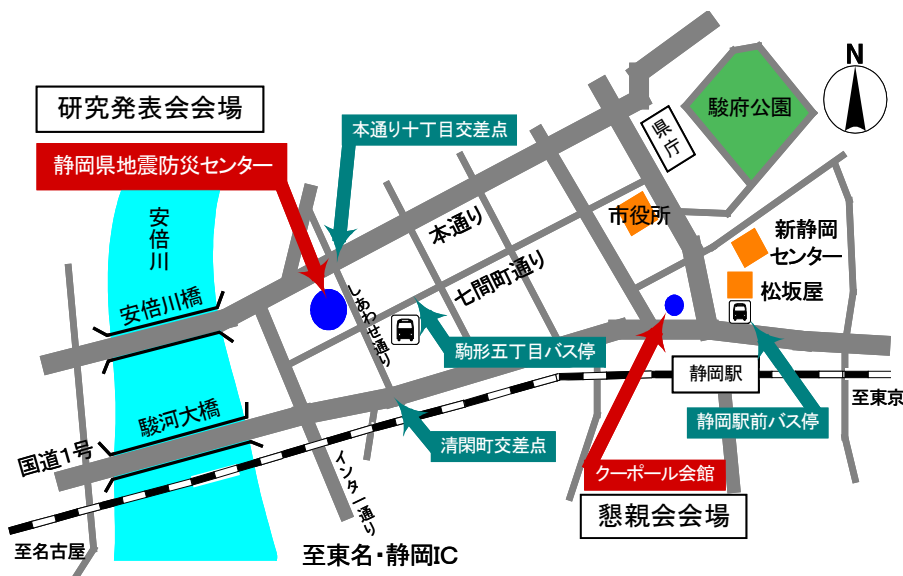 研究発表会会場
静岡県地震防災センター
本通り十丁目交差点
N
駿府公園
県庁
安倍川
市役所
新静岡
センター
本通り
七間町通り
松坂屋
安倍川橋
しあわせ通り
駒形五丁目バス停
静岡駅
至東京
駿河大橋
静岡駅前バス停
清閑町交差点
国道1号
クーポール会館
インター通り
懇親会会場
至名古屋
至東名・静岡IC